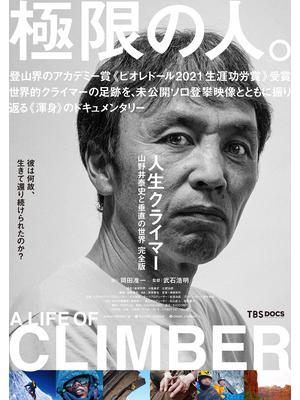 極限の人。
登山界のアカデミー賞《ピオレドール2021 生涯功労賞》受賞
世界的クライマーの足跡を、未公開ソロ登攀映像とともに振り
返る《渾身》のドキュメンタリー
人生クライマー
山野井泰史と垂直の世界 完全版
彼は何故、
生きて還り続けられたのか?
岡田准一
監督:武石浩明
TBS DOCS
A LIFE OF
CLIMBER